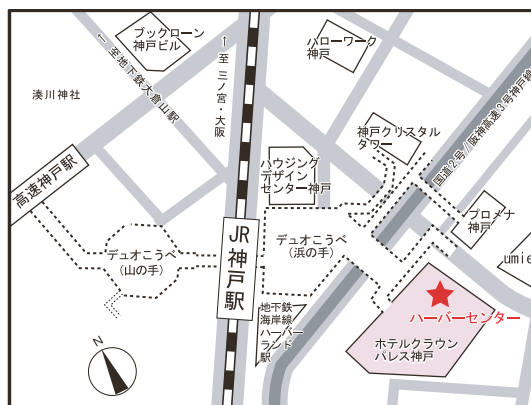 ブックローン
神戸ビル
← 至地下鉄大倉山駅
← 至 三ノ宮・大阪
ハローワーク
神戸
湊川神社
神戸クリスタル
タワー
国道2号/阪神高速3号神戸線
高速神戸駅
ハウジング
デザイン
センター神戸
プロメナ
神戸
デュオこうべ
(山の手)
JR神戸駅
デュオこうべ
(浜の手)
umie
地下鉄
海岸線
ハーバー
ランド
駅
ハーバーセンター
ホテルクラウン
パレス神戸
N